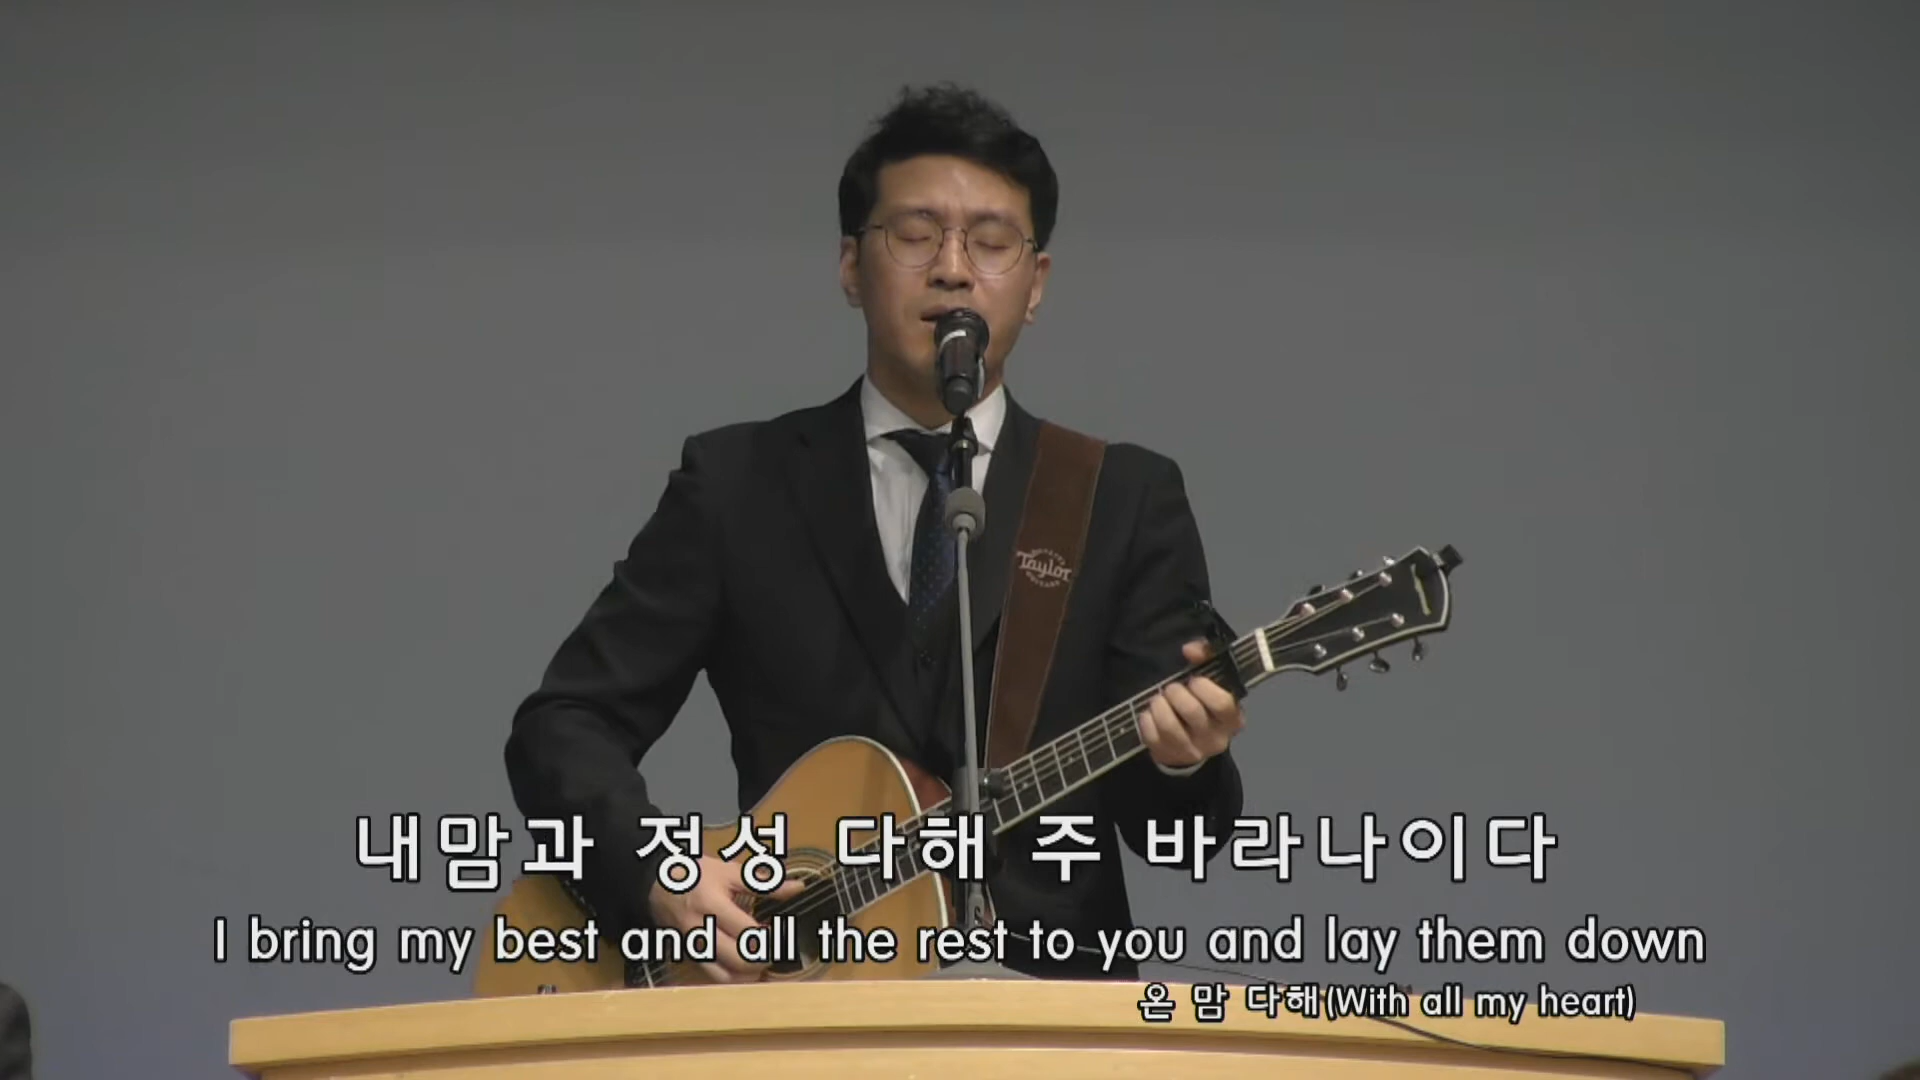 Taylor
내맘과 정성 다해 주 바라나이다
I bring my best and all the rest to you and lay them down
온 맘 다해(With all my heart)